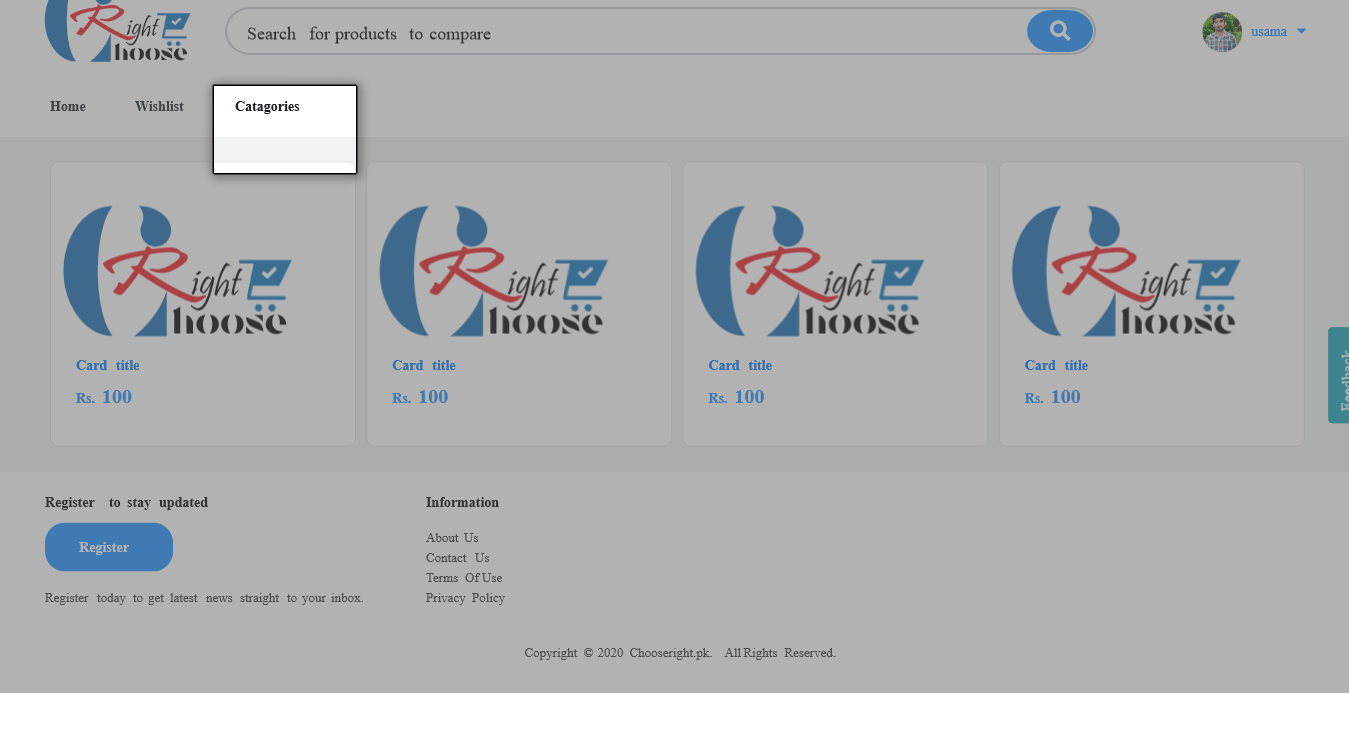 Right
hoose
Search for products to compare
usama
Home Wishlist Catagories
Right Right Right Right
hoose hoose hoose hoose
Card title Card title Card title Card title
Rs. 100 Rs. 100 Rs. 100 Rs. 100
Feedback
Register to stay updated Information
Register
About Us
Contact Us
Terms Of Use
Privacy Policy
Register today to get latest news straight to your inbox.
Copyright © 2020 Chooseright.pk. All Rights Reserved.